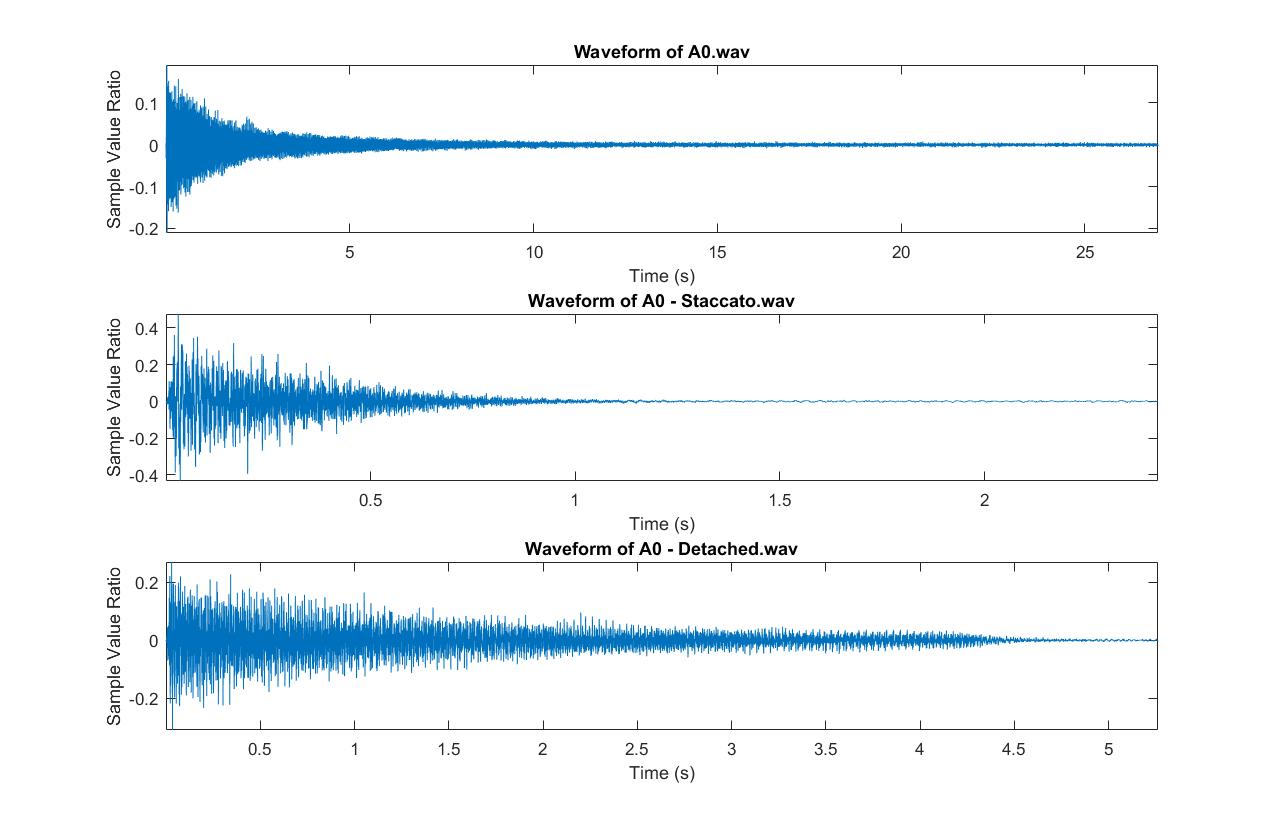 Waveform of A0.wav
Sample Value Ratio
0.1
0
-0.1
-0.2
5 10 15 20 25
Time (s)
Waveform of A0 - Staccato.wav
Sample Value Ratio
0.4
0.2
0
-0.2
-0.4
0.5 1 1.5 2
Time (s)
Waveform of A0 - Detached.wav
Sample Value Ratio
0.2
0
-0.2
0.5 1 1.5 2 2.5 3 3.5 4 4.5 5
Time (s)